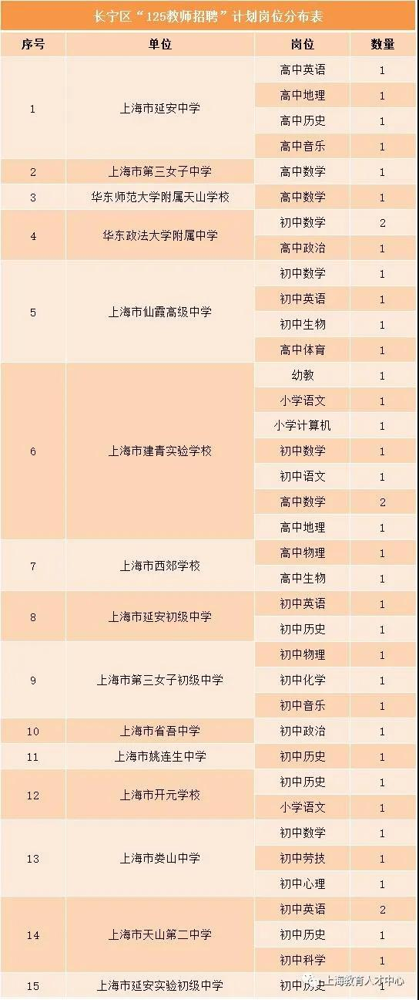 长宁区“125教师招聘”计划岗位分布表
序号 单位 岗位 数量
1 上海市延安中学 高中英语 1
高中地理 1
高中历史 1
高中音乐 1
2 上海市第三女子中学 高中数学 1
3 华东师范大学附属天山学校 高中数学 1
4 华东政法大学附属中学 初中数学 2
高中政治 1
5 上海市仙霞高级中学 初中数学 1
初中英语 1
初中生物 1
高中体育 1
6 上海市建青实验学校 幼教 1
小学语文 1
小学计算机 1
初中数学 1
初中语文 1
高中数学 2
高中地理 1
7 上海市西郊学校 高中物理 1
高中生物 1
8 上海市延安初级中学 初中英语 1
初中历史 1
9 上海市第三女子初级中学 初中物理 1
初中化学 1
初中音乐 1
10 上海市省吾中学 初中政治 1
11 上海市姚连生中学 初中历史 1
12 上海市开元学校 初中历史 1
小学语文 1
13 上海市娄山中学 初中数学 1
初中劳技 1
初中心理 1
14 上海市天山第二中学 初中英语 2
初中历史 1
初中科学 1
15 上海市延安实验初级中学 初中历史 1
上海教育人才中心